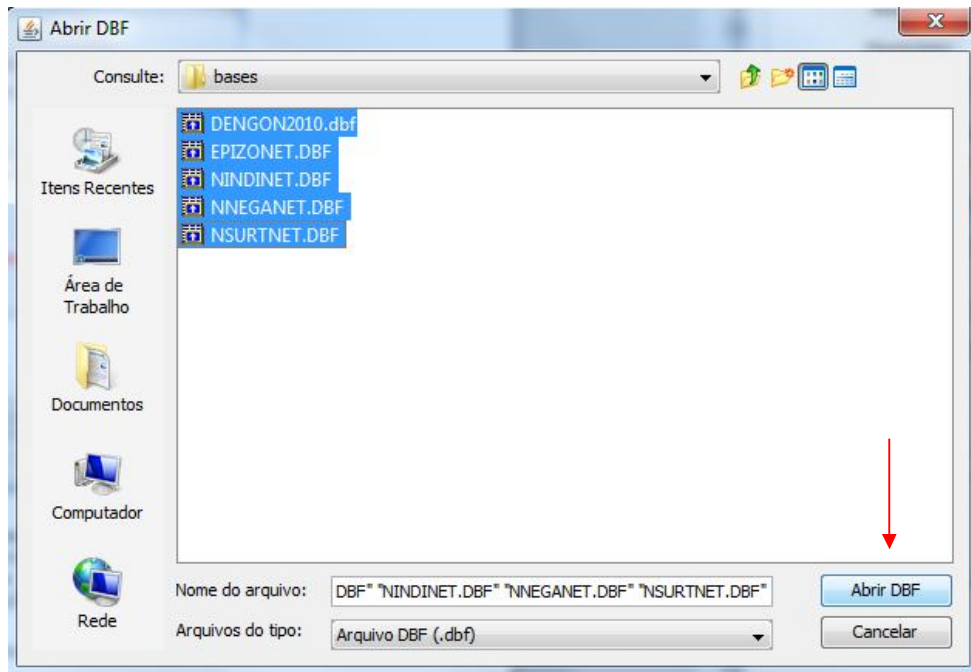 Abrir DBF
Consulte: bases
DENGON2010.dbf
EPIZONET.DBF
NINDINET.DBF
NNEGANET.DBF
NSURTNET.DBF
Itens Recentes
Área de
Trabalho
Documentos
Computador
Rede
Nome do arquivo: DBF" "NINDINET.DBF" "NNEGANET.DBF" "NSURTNET.DBF" Abrir DBF
Arquivos do tipo: Arquivo DBF (.dbf) Cancelar